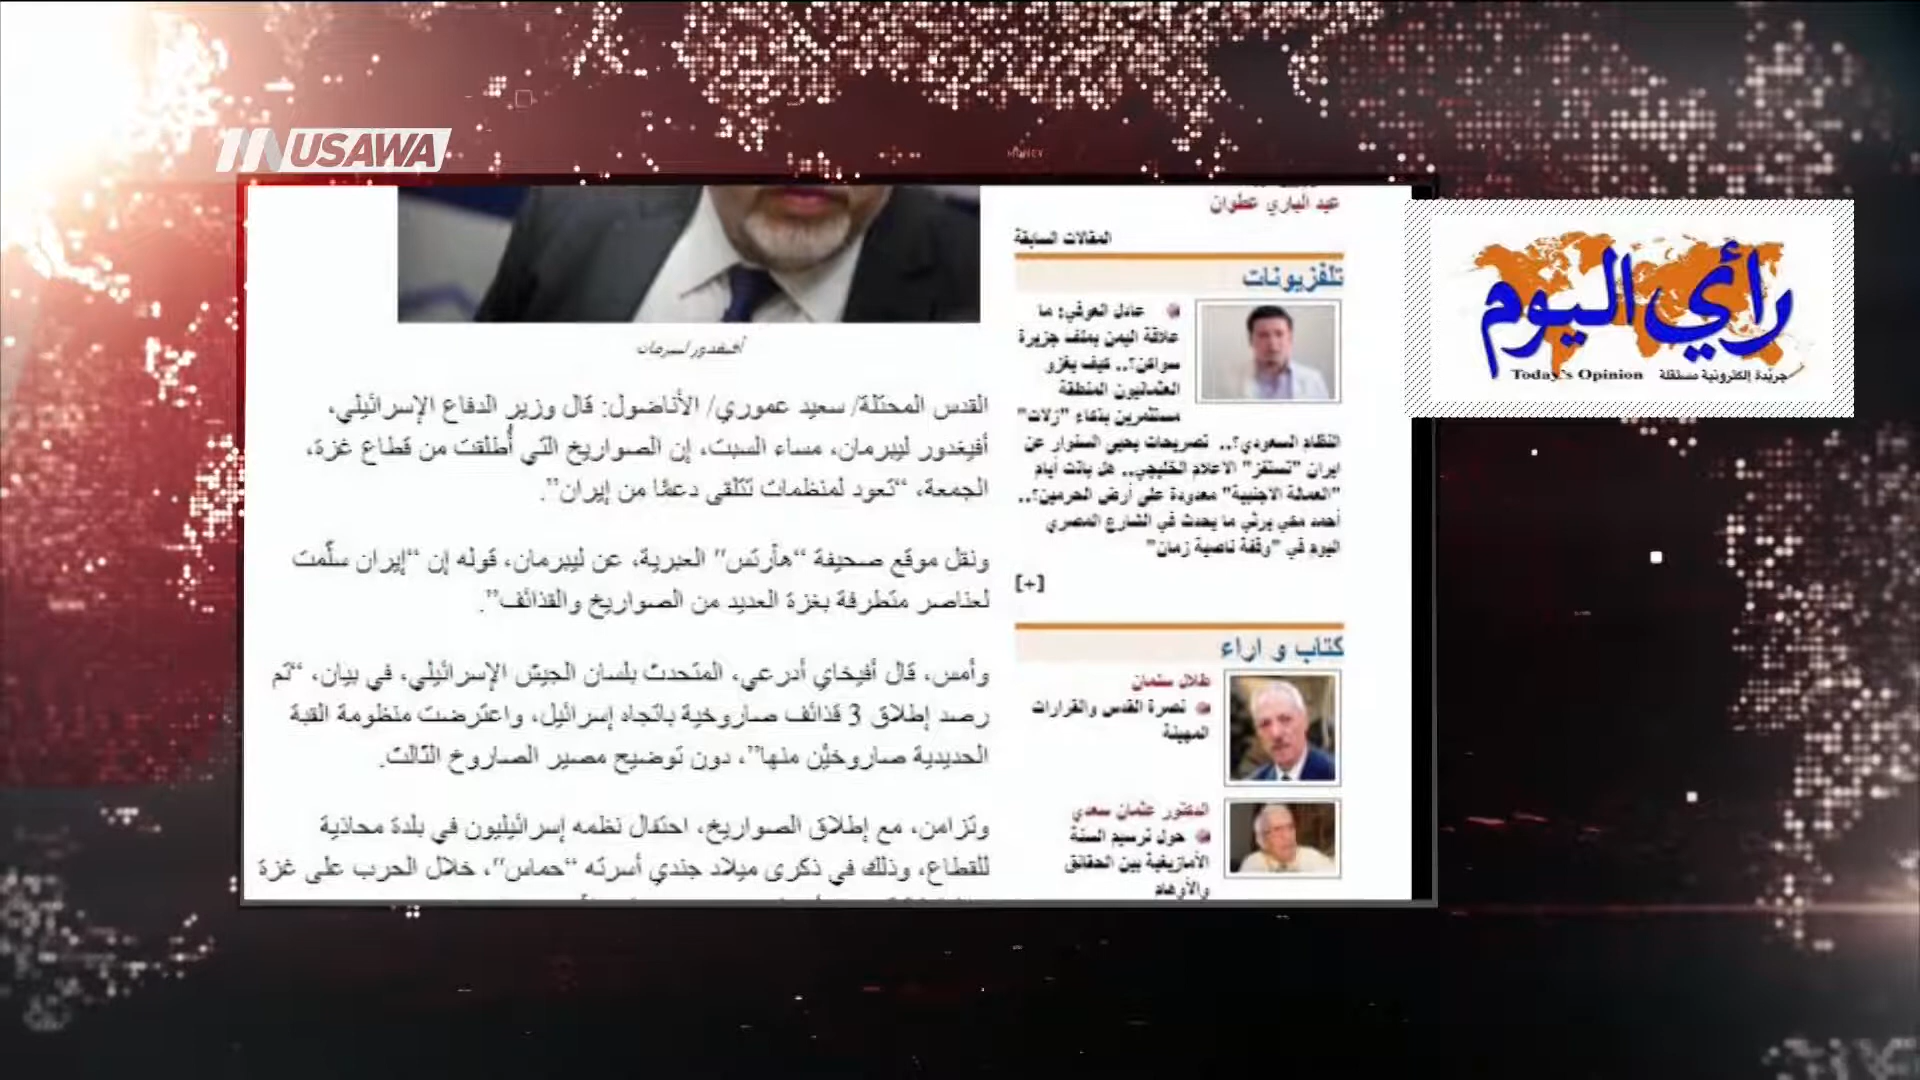 MUSAWA
MONEY
رأي اليوم
Today's Opinion جريدة إلكترونية مستقلة
أفيغدور ليبرمان
القدس المحتلة/ سعيد عموري/ الأناضول: قال وزير الدفاع الإسرائيلي،
أفيغدور ليبرمان، مساء السبت، إن الصواريخ التي أُطلقت من قطاع غزة،
الجمعة، “تعود لمنظمات تتلقى دعمًا من إيران”.
ونقل موقع صحيفة “هآرتس” العبرية، عن ليبرمان، قوله إن “إيران سلّمت
لعناصر متطرفة بغزة العديد من الصواريخ والقذائف”.
وأمس، قال أفيخاي أدرعي، المتحدث بلسان الجيش الإسرائيلي، في بيان، “تم
رصد إطلاق 3 قذائف صاروخية باتجاه إسرائيل، واعترضت منظومة القبة
الحديدية صاروخيْن منها”، دون توضيح مصير الصاروخ الثالث.
وتزامن، مع إطلاق الصواريخ، احتفال نظمه إسرائيليون في بلدة محاذية
للقطاع، وذلك في ذكرى ميلاد جندي أسرته “حماس”، خلال الحرب على غزة
عبد الباري عطوان
المقالات السابقة
تلفزيونات
عادل العوفي: ما
علاقة اليمن بملف جزيرة
سواكن؟.. كيف يغزو
العثمانيون المنطقة
مستثمرين بذكاء "زلات"
النظام السعودي؟.. تصريحات يحيى السنوار عن
ايران "تستفز" الاعلام الخليجي.. هل باتت أيام
"العمالة الاجنبية" معدودة على أرض الحرمين؟..
أحمد مكي يرثي ما يحدث في الشارع المصري
اليوم في "وقفة ناصية زمان"
[+]
كتاب و اراء
طلال سلمان
نصرة القدس والقرارات
المهينة
الدكتور عثمان سعدي
حول ترسيم السنة
الأمازيغية بين الحقائق
والأوهام